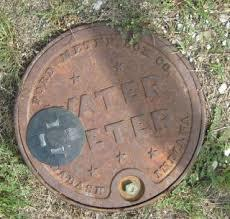 FORD METER BOX CO.
WATER
METER
WABASH INDIANA